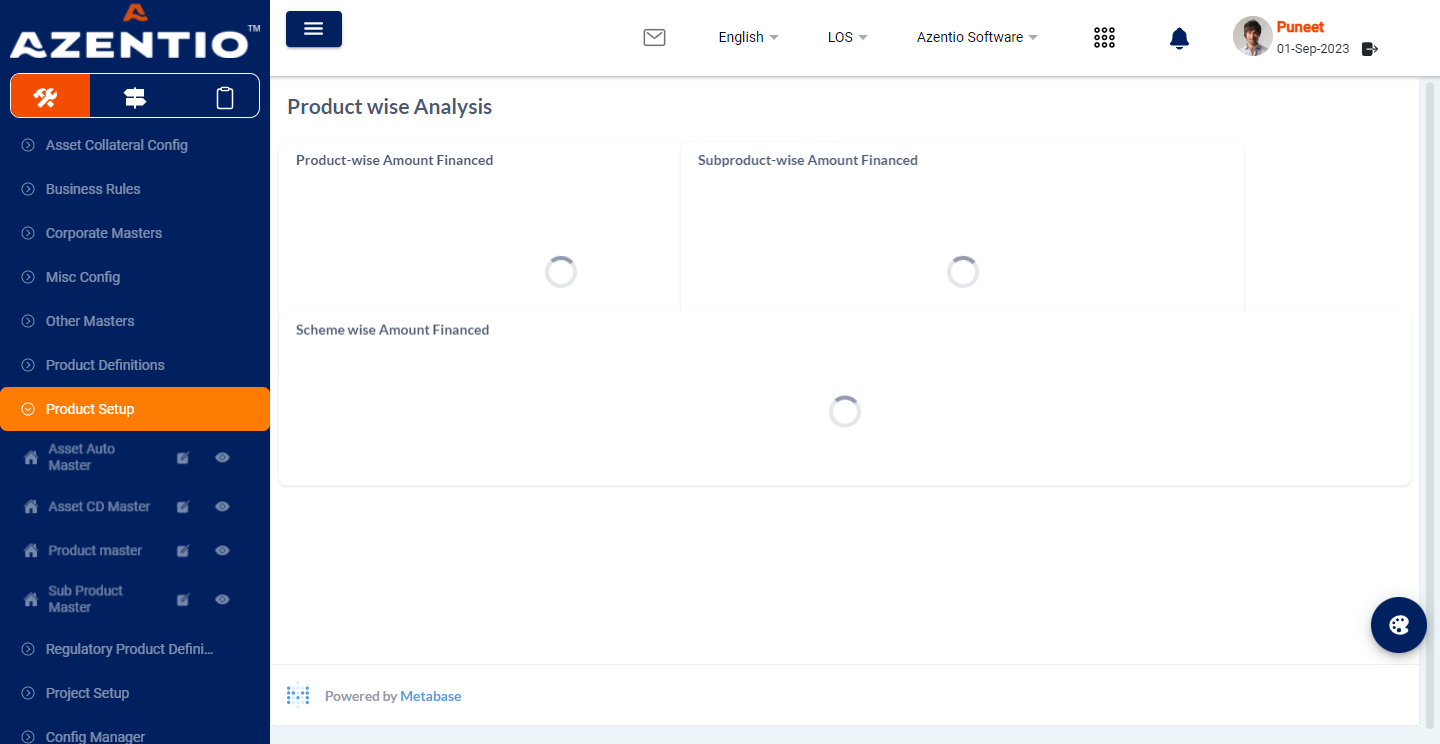 AZENTIO™
English
LOS
Azentio Software
Puneet
01-Sep-2023
Asset Collateral Config
Business Rules
Corporate Masters
Misc Config
Other Masters
Product Definitions
Product Setup
Asset Auto
Master
Asset CD Master
Product master
Sub Product
Master
Regulatory Product Defini...
Project Setup
Config Manager
Product wise Analysis
Product-wise Amount Financed
Subproduct-wise Amount Financed
Scheme wise Amount Financed
Powered by Metabase